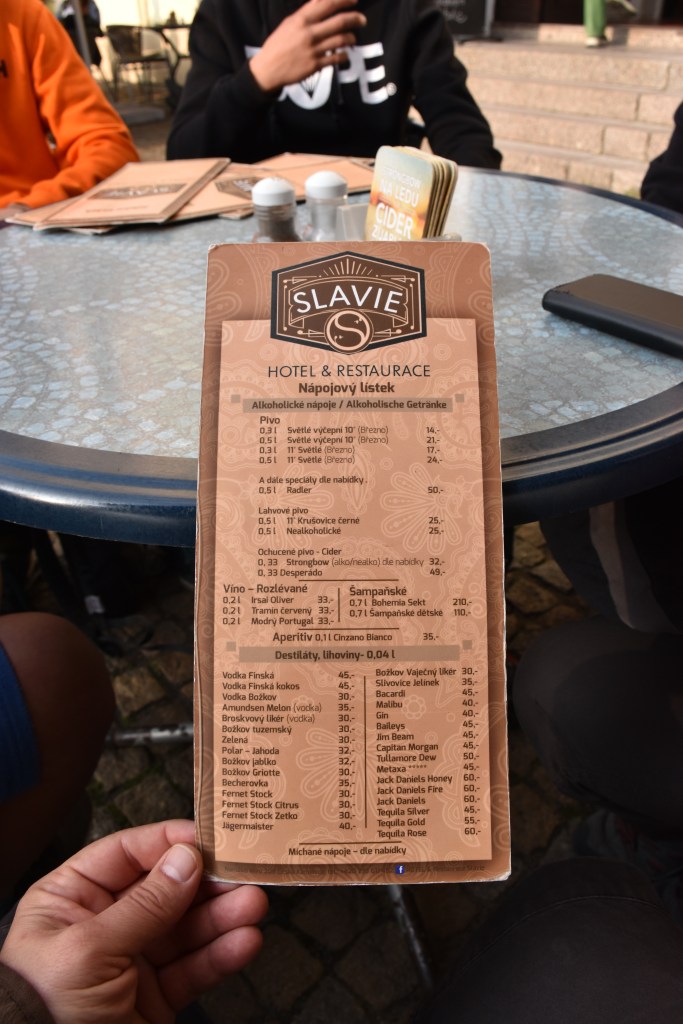 PE.
SLAVIE
NA LEDU
CIDER
SLAVIE
S
HOTEL & RESTAURACE
Nápojový lístek
Alkoholické nápoje / Alkoholische Getränke
Pivo
0,3 l Světlé výčepní 10° (Březno) 14,-
0,5 l Světlé výčepní 10° (Březno) 21,-
0,3 l 11° Světlé (Březno) 17,-
0,5 l 11° Světlé (Březno) 24,-
A dale speciály dle nabídky .
0,5 l Radler 50,-
Lahvové pivo
0,5 l 11° Krušovice černé 25,-
0,5 l Nealkoholické 25,-
Ochucené pivo - Cider
0, 33 Strongbow (alko/nealko) dle nabídky 32,-
0, 33 Desperádo 49,-
Víno – Rozlévané
0,2 l Irsai Oliver 33,-
0,2 l Tramín červený 33,-
0,2 l Modrý Portugal 33,-
Šampaňské
0,7 l Bohemia Sekt 210,-
0,7 l Šampaňské dětské 110,-
Aperitiv 0,1 l Cinzano Bianco 35,-
Destiláty, lihoviny- 0,04 l
Vodka Finská 45,-
Vodka Finská kokos 45,-
Vodka Božkov 30,-
Amundsen Melon (vodka) 35,-
Broskvový likér (vodka) 30,-
Božkov tuzemský 30,-
Zelená 30,-
Polar – Jahoda 32,-
Božkov jablko 32,-
Božkov Griotte 30,-
Becherovka 35,-
Fernet Stock 30,-
Fernet Stock Citrus 30,-
Fernet Stock Zetko 30,-
Jägermaister 40,-
Božkov Vaječný likér 30,-
Slivovice Jelínek 35,-
Bacardi 45,-
Malibu 40,-
Gin 40,-
Baileys 45,-
Jim Beam 45,-
Capitan Morgan 45,-
Tullamore Dew 50,-
Metaxa ***** 45,-
Jack Daniels Honey 60,-
Jack Daniels Fire 60,-
Jack Daniels 60,-
Tequila Silver 45,-
Tequila Gold 55,-
Tequila Rose 60,-
Míchané nápoje – dle nabídky
f